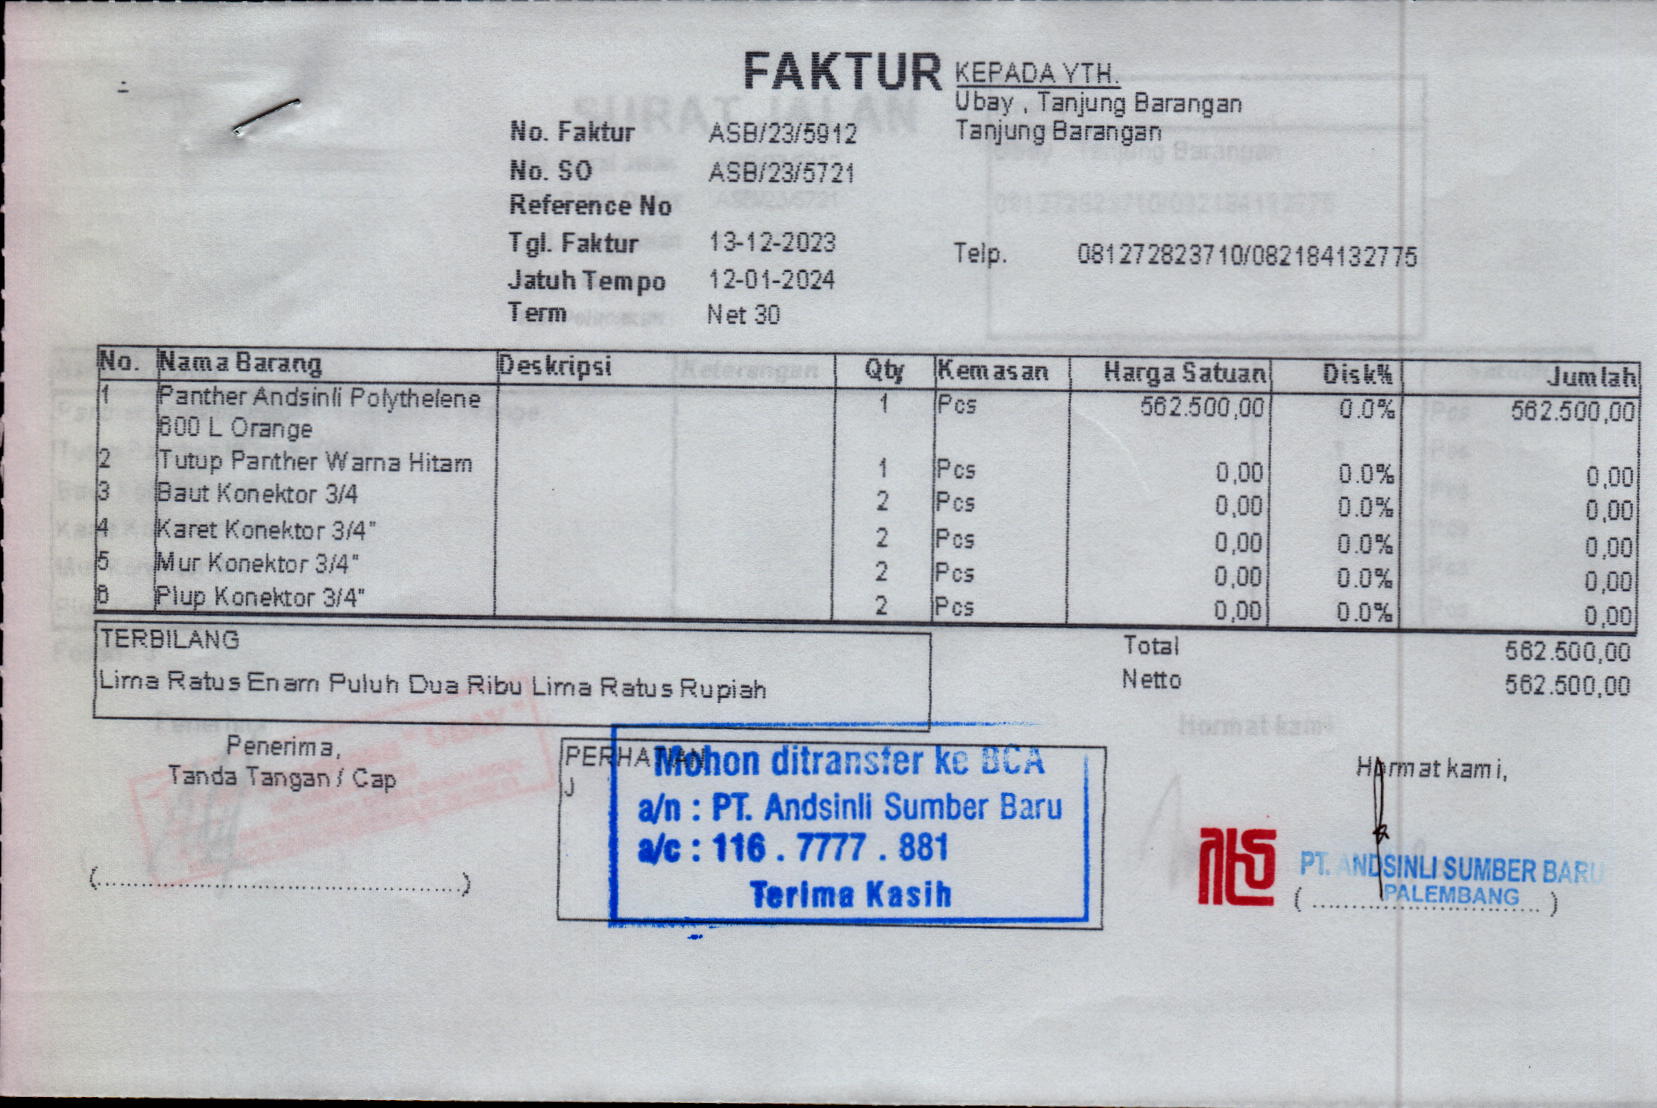 FAKTUR
KEPADA YTH.
Ubay , Tanjung Barangan
Tanjung Barangan
No. Faktur ASB/23/5912
No. SO ASB/23/5721
Reference No
Tgl. Faktur 13-12-2023
Telp. 081272823710/082184132775
Jatuh Tempo 12-01-2024
Term Net 30
No. Nama Barang Deskripsi Qty Kemasan Harga Satuan Disk% Jumlah
1 Panther Andsinli Polythelene 1 Pcs 562.500,00 0.0% 562.500,00
600 L Orange
2 Tutup Panther Warna Hitam 1 Pcs 0,00 0.0% 0,00
3 Baut Konektor 3/4 2 Pcs 0,00 0.0% 0,00
4 Karet Konektor 3/4" 2 Pcs 0,00 0.0% 0,00
5 Mur Konektor 3/4" 2 Pcs 0,00 0.0% 0,00
6 Plup Konektor 3/4" 2 Pcs 0,00 0.0% 0,00
TERBILANG
Lima Ratus Enam Puluh Dua Ribu Lima Ratus Rupiah
Total 562.500,00
Netto 562.500,00
Penerima,
Tanda Tangan / Cap
(..........................................................)
PERHATIAN
J
Mohon ditransfer ke BCA
a/n : PT. Andsinli Sumber Baru
a/c : 116 . 7777 . 881
Terima Kasih
Hormat kami,
PT. ANDSINLI SUMBER BARU
PALEMBANG
( ..................................... )